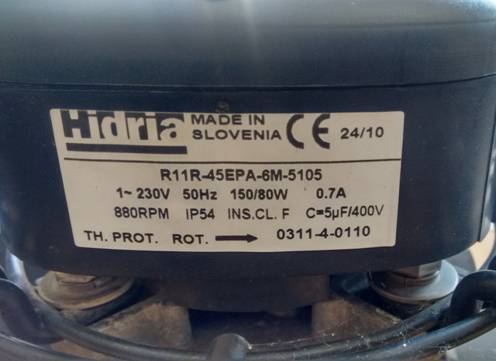 Hidria MADE IN SLOVENIA CE 24/10
R11R-45EPA-6M-5105
1~ 230V 50Hz 150/80W 0.7A
880RPM IP54 INS.CL. F C=5µF/400V
TH. PROT. ROT. → 0311-4-0110